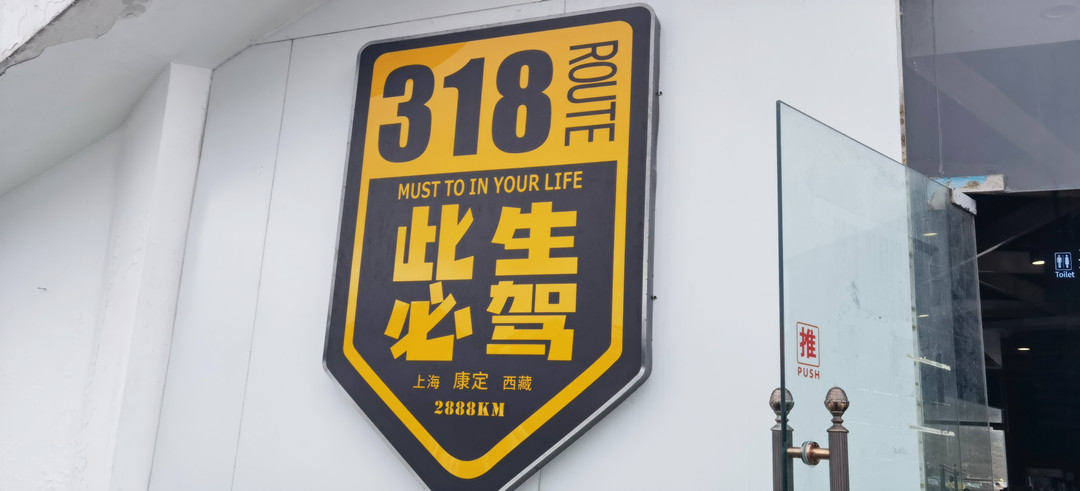 318
ROUTE
MUST TO IN YOUR LIFE
此生
必驾
上海 康定 西藏
2888KM
推
PUSH
Toilet